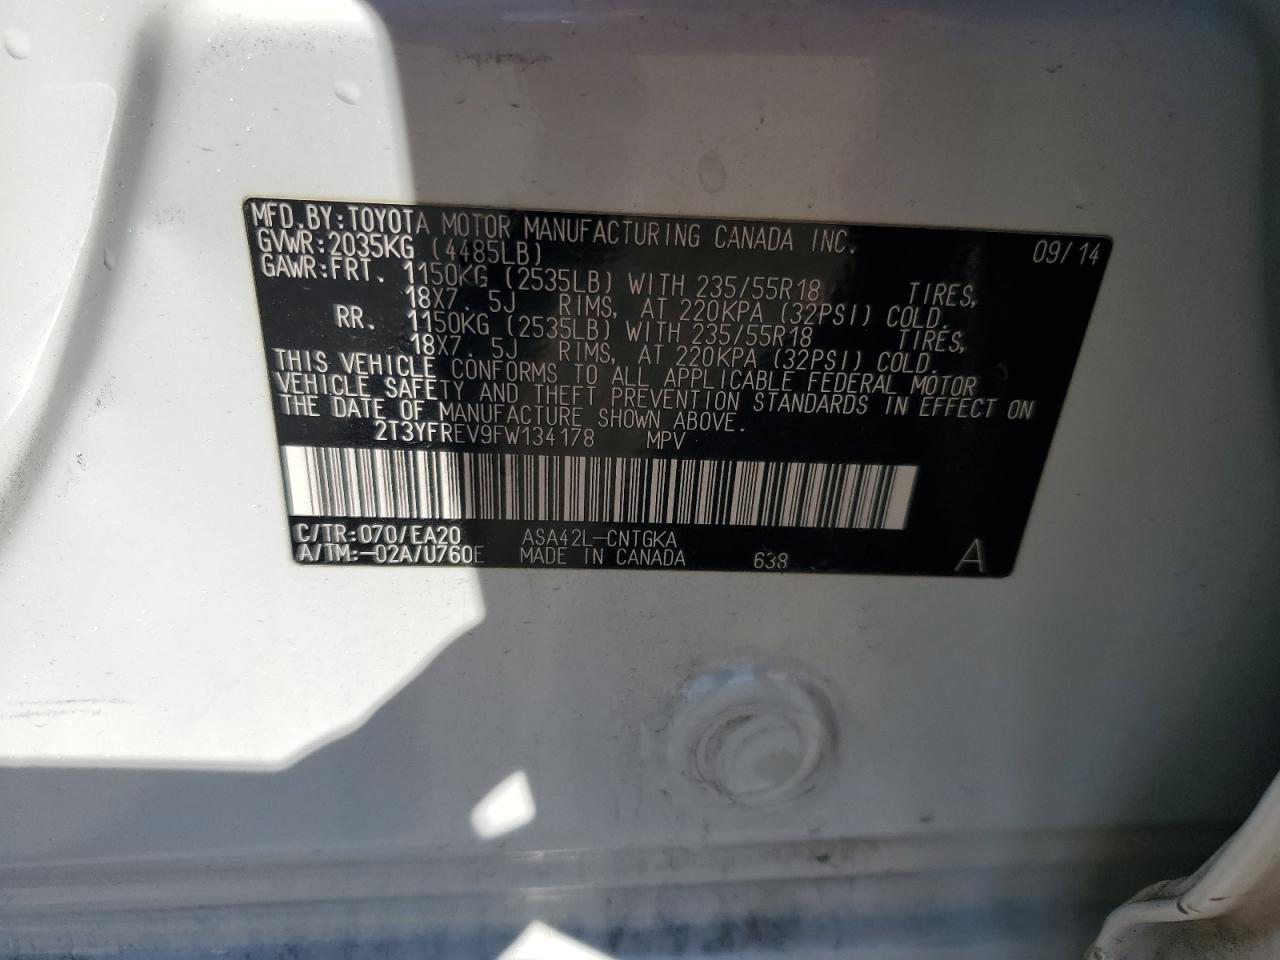 MFD.BY:TOYOTA MOTOR MANUFACTURING CANADA INC. 09/14
GVWR:2035KG (4485LB)
GAWR:FRT. 1150KG (2535LB) WITH 235/55R18 TIRES,
18X7.5J RIMS, AT 220KPA (32PSI) COLD.
RR. 1150KG (2535LB) WITH 235/55R18 TIRES,
18X7.5J RIMS, AT 220KPA (32PSI) COLD.
THIS VEHICLE CONFORMS TO ALL APPLICABLE FEDERAL MOTOR
VEHICLE SAFETY AND THEFT PREVENTION STANDARDS IN EFFECT ON
THE DATE OF MANUFACTURE SHOWN ABOVE.
2T3YFREV9FW134178 MPV
C/TR:070/EA20 ASA42L-CNTGKA
A/TM:-02A/U760E MADE IN CANADA 638 A